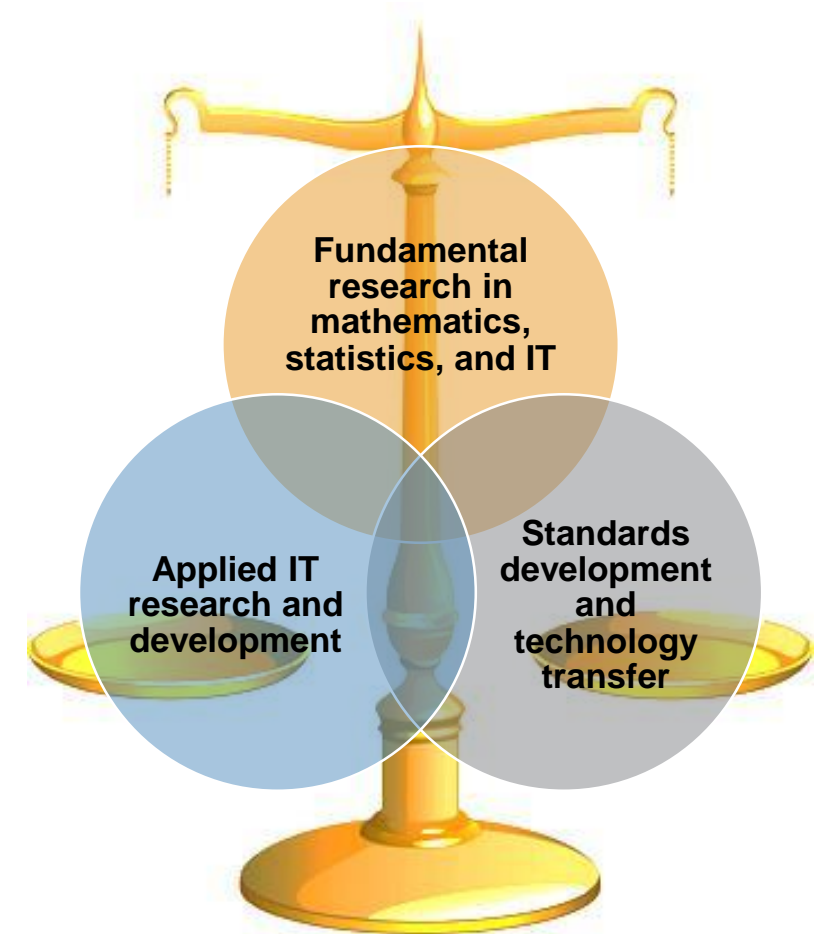 Fundamental
research in
mathematics,
statistics, and IT
Applied IT
research and
development
Standards
development
and
technology
transfer